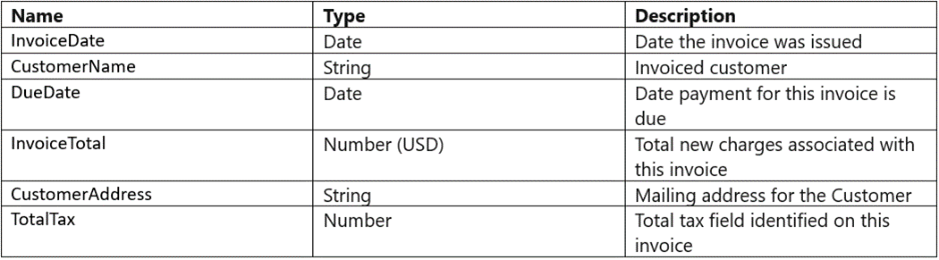 Name Type Description
InvoiceDate Date Date the invoice was issued
CustomerName String Invoiced customer
DueDate Date Date payment for this invoice is
due
InvoiceTotal Number (USD) Total new charges associated with
this invoice
CustomerAddress String Mailing address for the Customer
TotalTax Number Total tax field identified on this
invoice